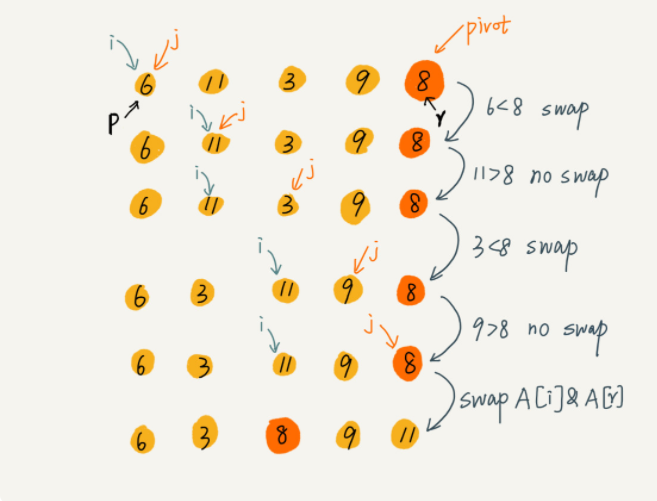 pivot
i j
6 11 3 9 8
p r
6<8 swap
i j
6 11 3 9 8
11>8 no swap
i j
6 11 3 9 8
3<8 swap
i j
6 3 11 9 8
9>8 no swap
i j
6 3 11 9 8
swap A[i]&A[r]
6 3 8 9 11